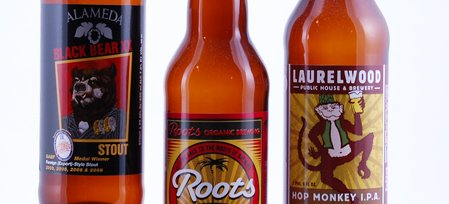 ALAMEDA
BLACK BEAR XX
STOUT
GABF
Medal Winner
Foreign (Export)-Style Stout
Roots ORGANIC BREWING
Roots
LAURELWOOD
PUBLIC HOUSE & BREWERY
HOP MONKEY I.P.A.